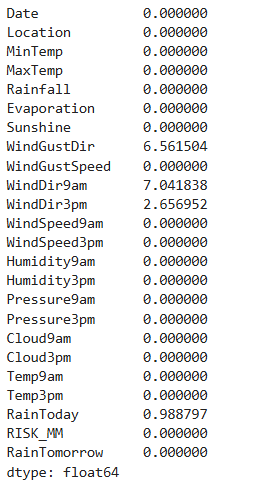 Date 0.000000
Location 0.000000
MinTemp 0.000000
MaxTemp 0.000000
Rainfall 0.000000
Evaporation 0.000000
Sunshine 0.000000
WindGustDir 6.561504
WindGustSpeed 0.000000
WindDir9am 7.041838
WindDir3pm 2.656952
WindSpeed9am 0.000000
WindSpeed3pm 0.000000
Humidity9am 0.000000
Humidity3pm 0.000000
Pressure9am 0.000000
Pressure3pm 0.000000
Cloud9am 0.000000
Cloud3pm 0.000000
Temp9am 0.000000
Temp3pm 0.000000
RainToday 0.988797
RISK_MM 0.000000
RainTomorrow 0.000000
dtype: float64